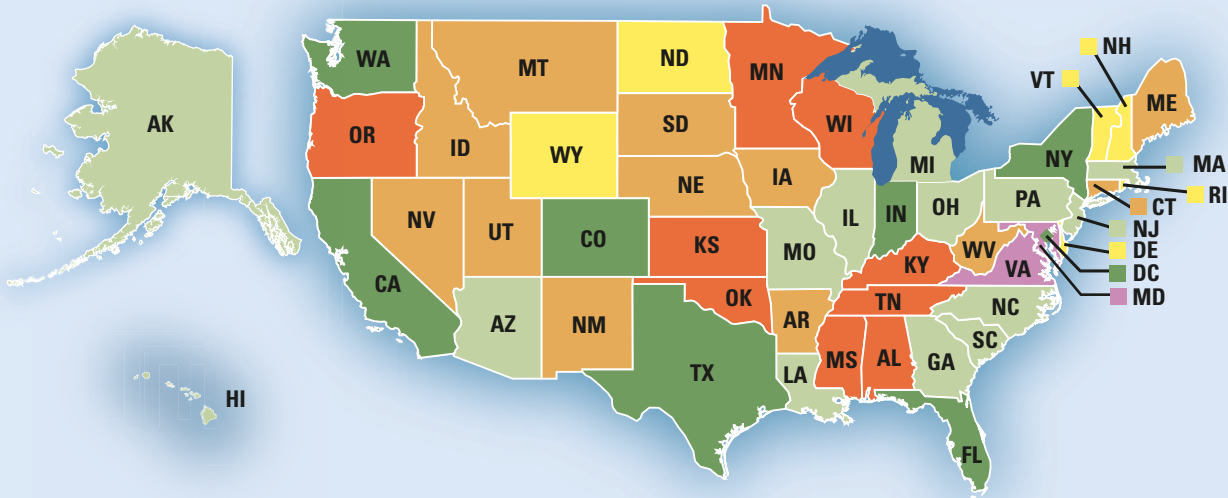 WA
MT
ND
MN
NH
VT
ME
AK
OR
ID
SD
WI
NY
WY
MI
MA
NE
IA
PA
RI
NV
UT
CO
IL
IN
OH
CT
NJ
KS
MO
WV
VA
DE
CA
KY
DC
MD
AZ
NM
OK
AR
TN
NC
SC
TX
LA
MS
AL
GA
HI
FL